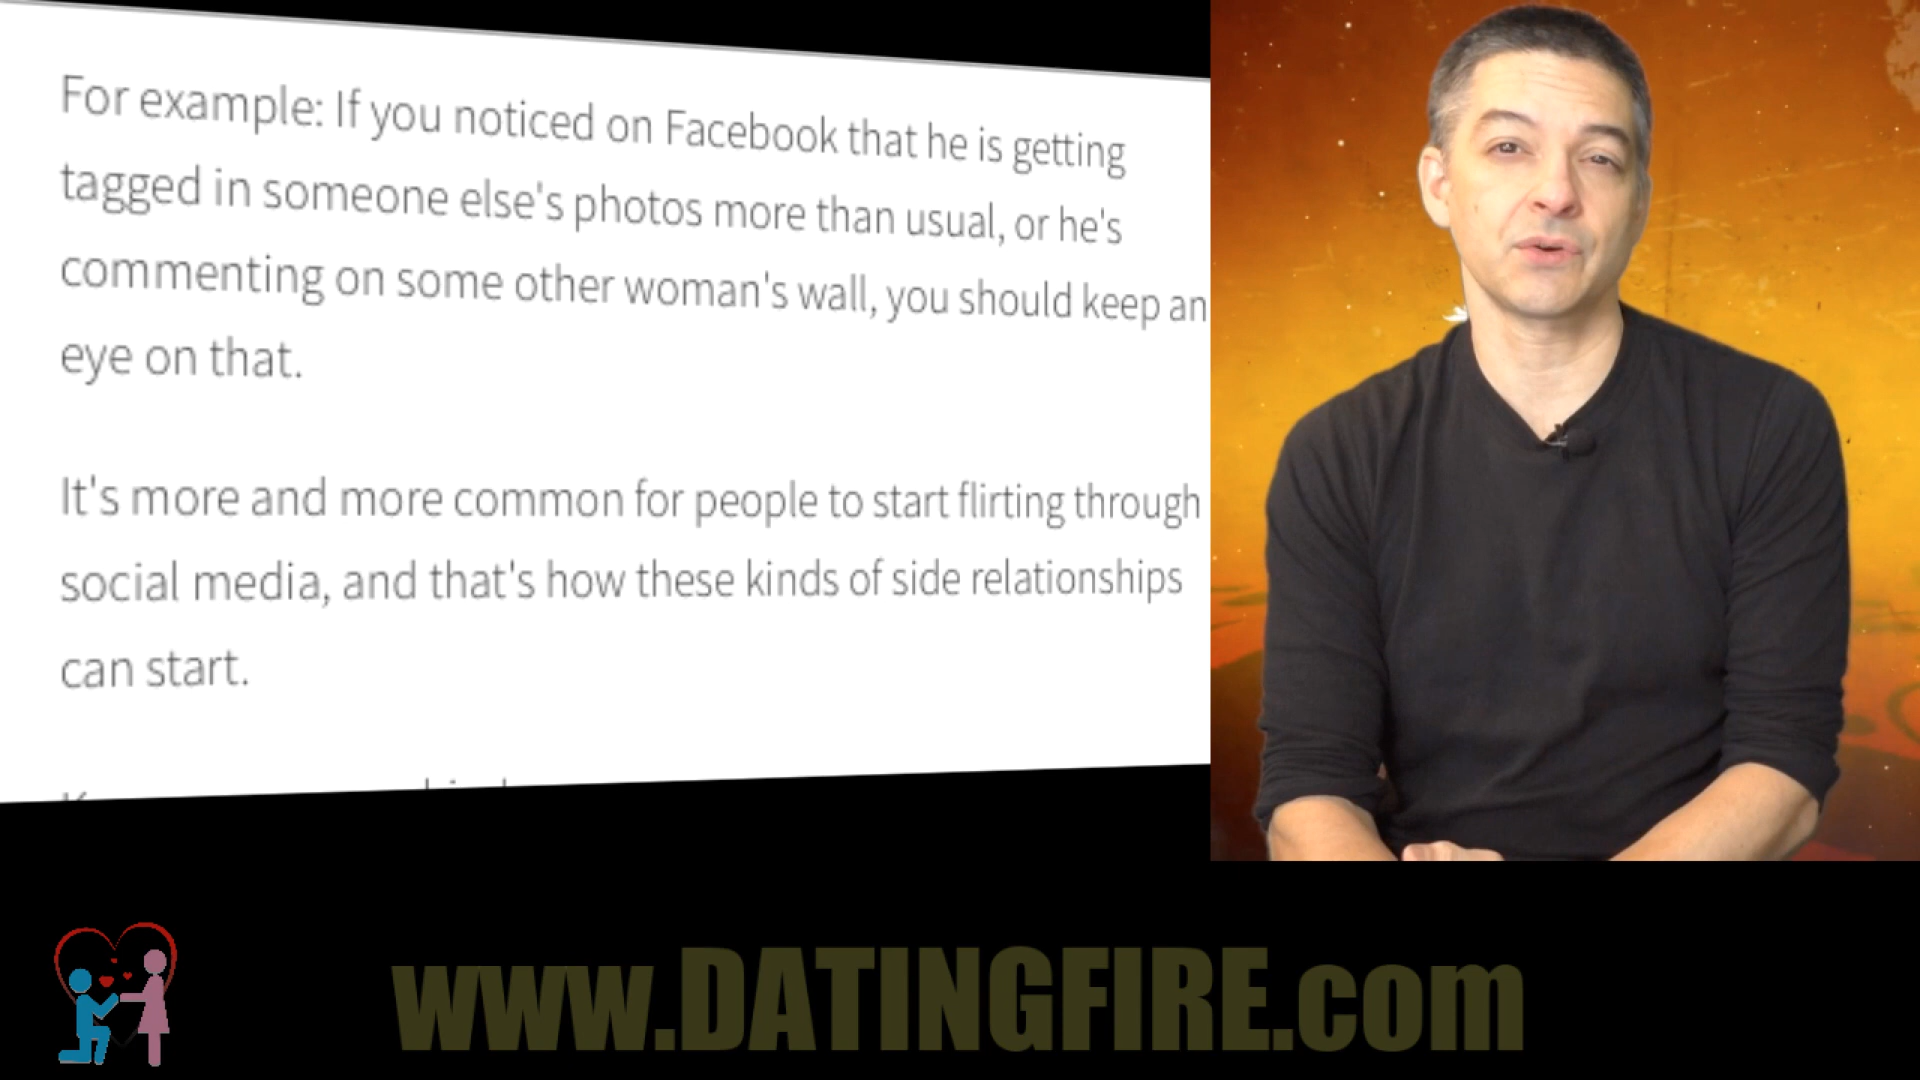 For example: If you noticed on Facebook that he is getting
tagged in someone else's photos more than usual, or he's
commenting on some other woman's wall, you should keep an
eye on that.
It's more and more common for people to start flirting through
social media, and that's how these kinds of side relationships
can start.
www.DATINGFIRE.com